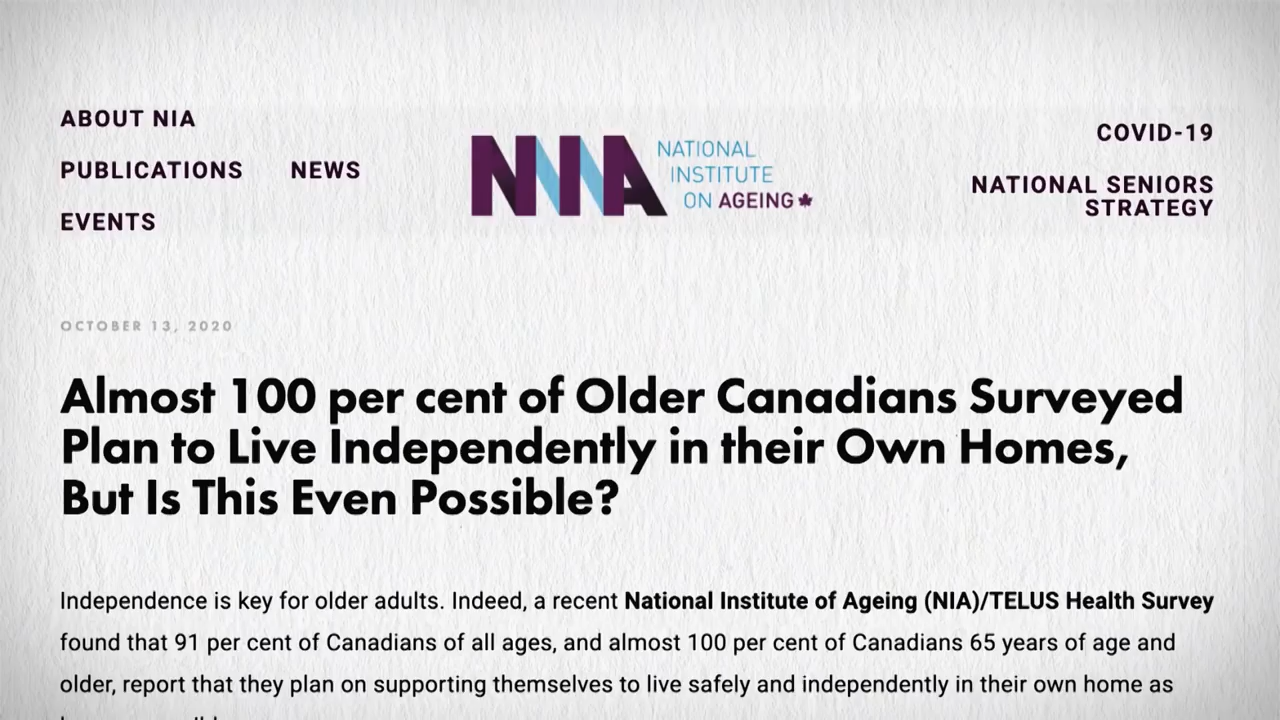 ABOUT NIA
PUBLICATIONS NEWS
EVENTS
NIA NATIONAL
INSTITUTE
ON AGEING
COVID-19
NATIONAL SENIORS
STRATEGY
OCTOBER 13, 2020
Almost 100 per cent of Older Canadians Surveyed
Plan to Live Independently in their Own Homes,
But Is This Even Possible?
Independence is key for older adults. Indeed, a recent National Institute of Ageing (NIA)/TELUS Health Survey
found that 91 per cent of Canadians of all ages, and almost 100 per cent of Canadians 65 years of age and
older, report that they plan on supporting themselves to live safely and independently in their own home as